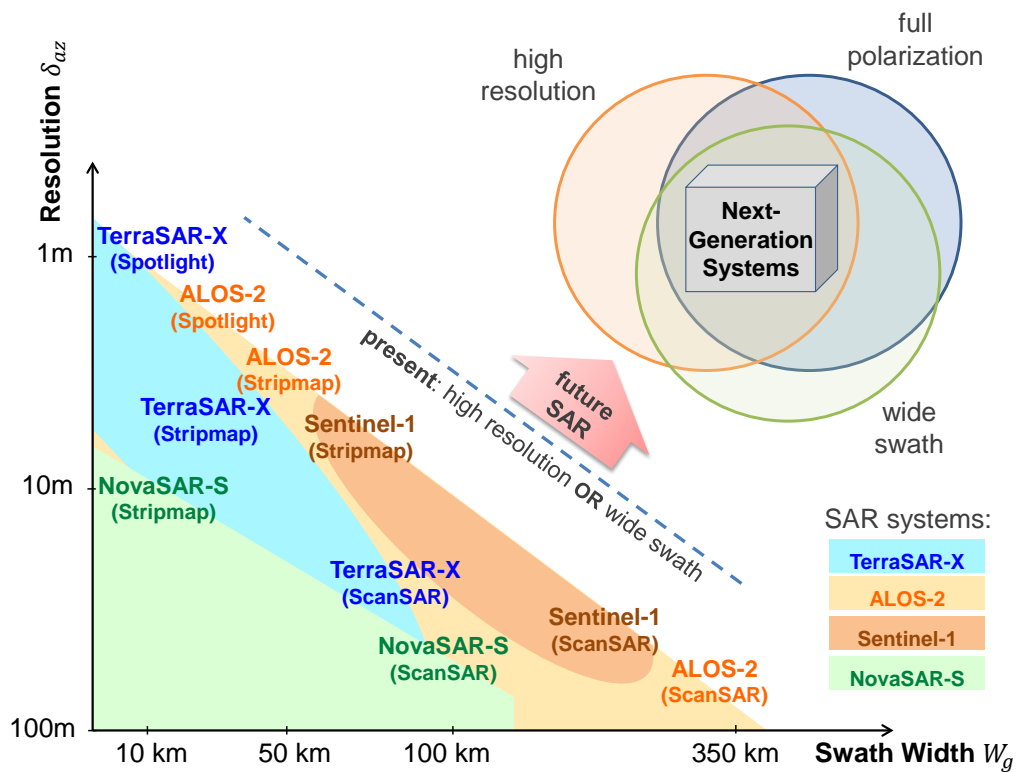 full
polarization
high
resolution
Resolution δ_az
Next-
Generation
Systems
TerraSAR-X
(Spotlight)
1m
ALOS-2
(Spotlight)
ALOS-2
(Stripmap)
present: high resolution OR wide swath
future
SAR
TerraSAR-X
(Stripmap)
Sentinel-1
(Stripmap)
wide
swath
10m
NovaSAR-S
(Stripmap)
SAR systems:
TerraSAR-X
ALOS-2
Sentinel-1
NovaSAR-S
TerraSAR-X
(ScanSAR)
Sentinel-1
(ScanSAR)
NovaSAR-S
(ScanSAR)
ALOS-2
(ScanSAR)
100m
10 km
50 km
100 km
350 km
Swath Width W_g